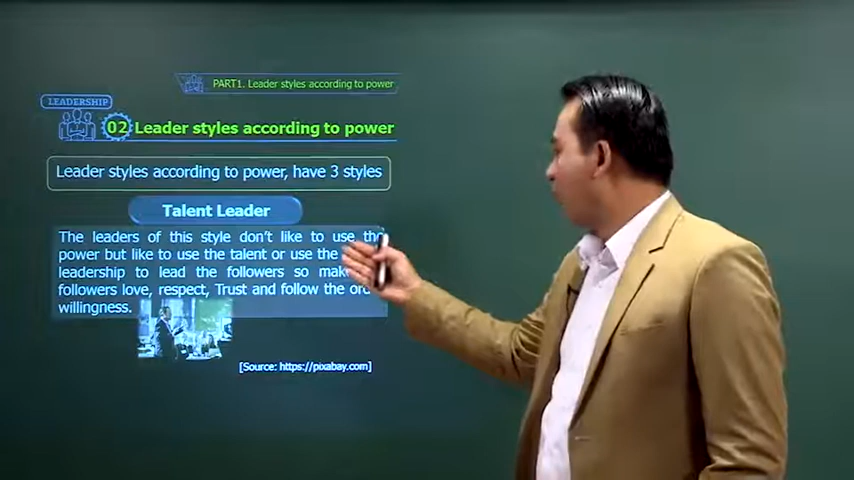 PART1. Leader styles according to power
LEADERSHIP
02 Leader styles according to power
Leader styles according to power, have 3 styles
Talent Leader
The leaders of this style don't like to use the
power but like to use the talent or use the
leadership to lead the followers so
followers love, respect, Trust and follow the
willingness.
[Source: https://pixabay.com]